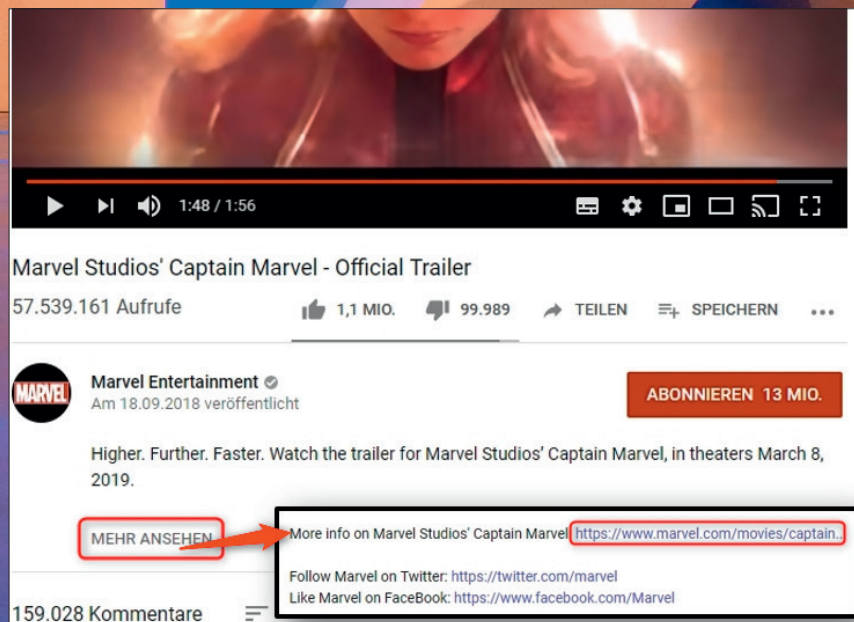 1:48 / 1:56
Marvel Studios' Captain Marvel - Official Trailer
57.539.161 Aufrufe
1,1 MIO.
99.989
TEILEN
SPEICHERN
MARVEL
Marvel Entertainment
Am 18.09.2018 veröffentlicht
ABONNIEREN 13 MIO.
Higher. Further. Faster. Watch the trailer for Marvel Studios' Captain Marvel, in theaters March 8,
2019.
MEHR ANSEHEN
More info on Marvel Studios' Captain Marvel: https://www.marvel.com/movies/captain...
Follow Marvel on Twitter: https://twitter.com/marvel
Like Marvel on FaceBook: https://www.facebook.com/Marvel
159.028 Kommentare